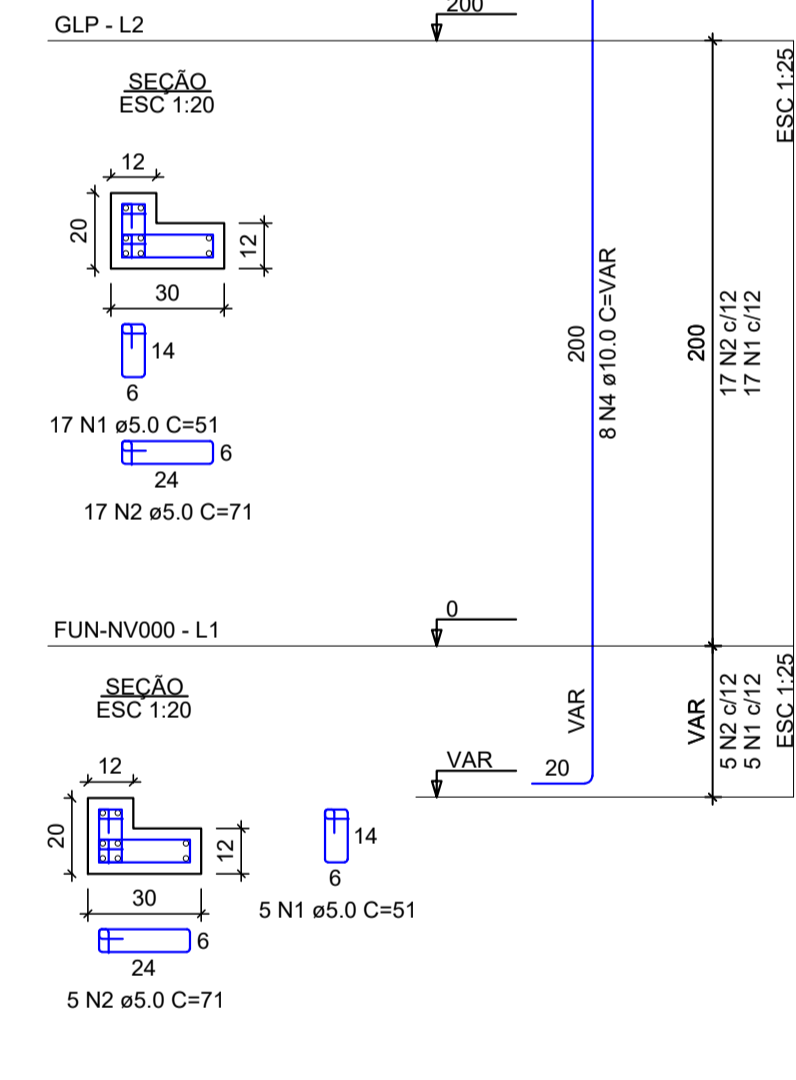 200
GLP - L2
SEÇÃO
ESC 1:20
12
20
12
30
14
6
17 N1 ø5.0 C=51
6
24
17 N2 ø5.0 C=71
200
8 N4 ø10.0 C=VAR
200
17 N2 c/12
17 N1 c/12
ESC 1:25
0
FUN-NV000 - L1
SEÇÃO
ESC 1:20
VAR
VAR
5 N2 c/12
5 N1 c/12
ESC 1:25
VAR
20
12
20
12
30
14
6
5 N1 ø5.0 C=51
6
24
5 N2 ø5.0 C=71